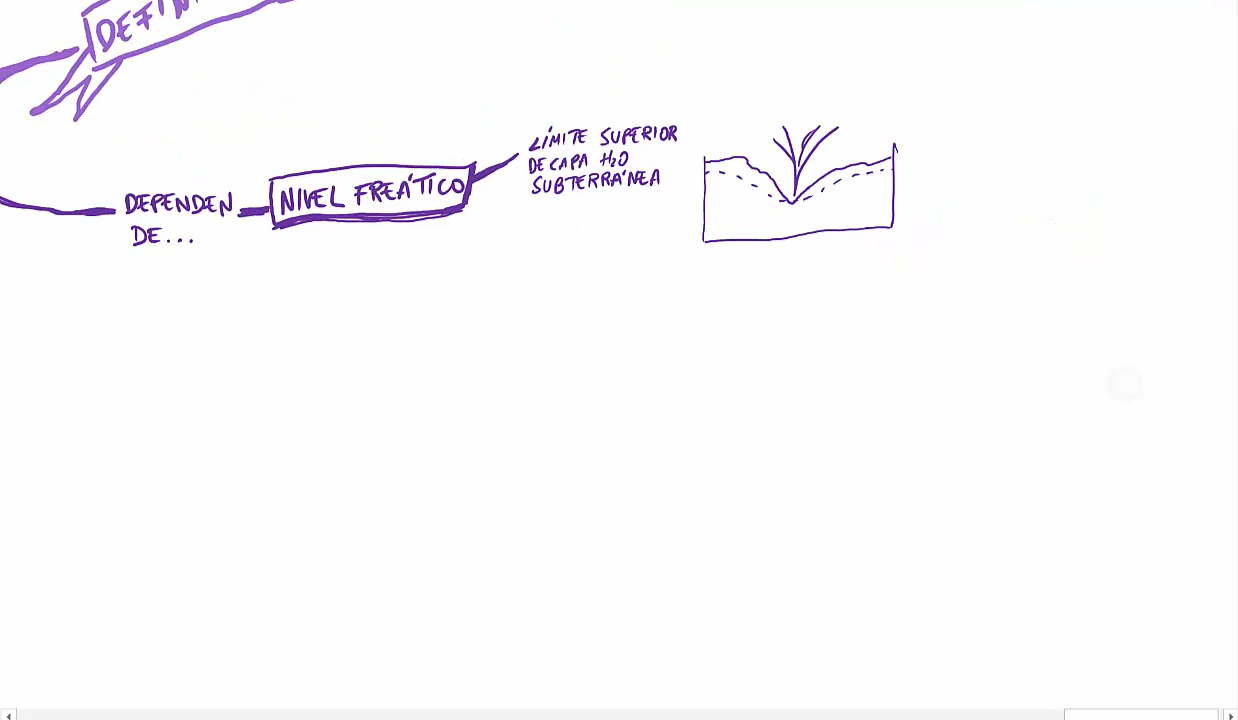 DEPENDEN
DE...
NIVEL FREÁTICO
LÍMITE SUPERIOR
DE CAPA H₂O
SUBTERRÁNEA